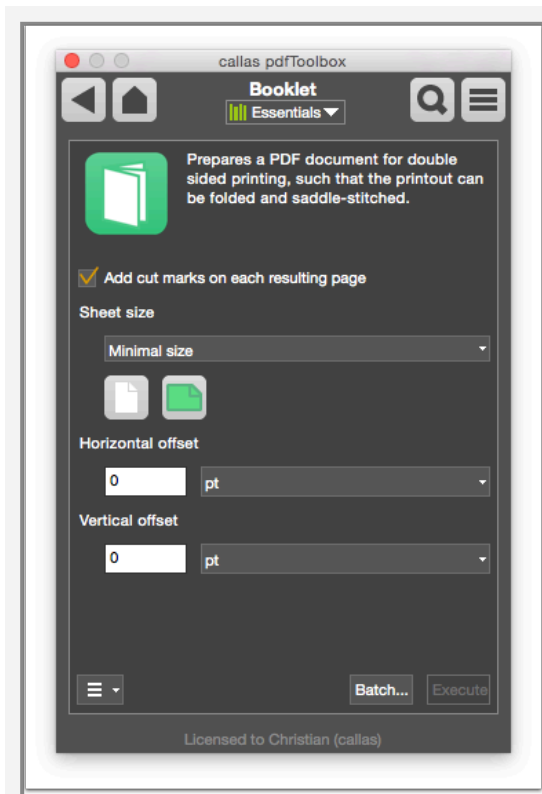 callas pdfToolbox
Booklet
Essentials
Prepares a PDF document for double
sided printing, such that the printout can
be folded and saddle-stitched.
Add cut marks on each resulting page
Sheet size
Minimal size
Horizontal offset
0 pt
Vertical offset
0 pt
Batch... Execute
Licensed to Christian (callas)